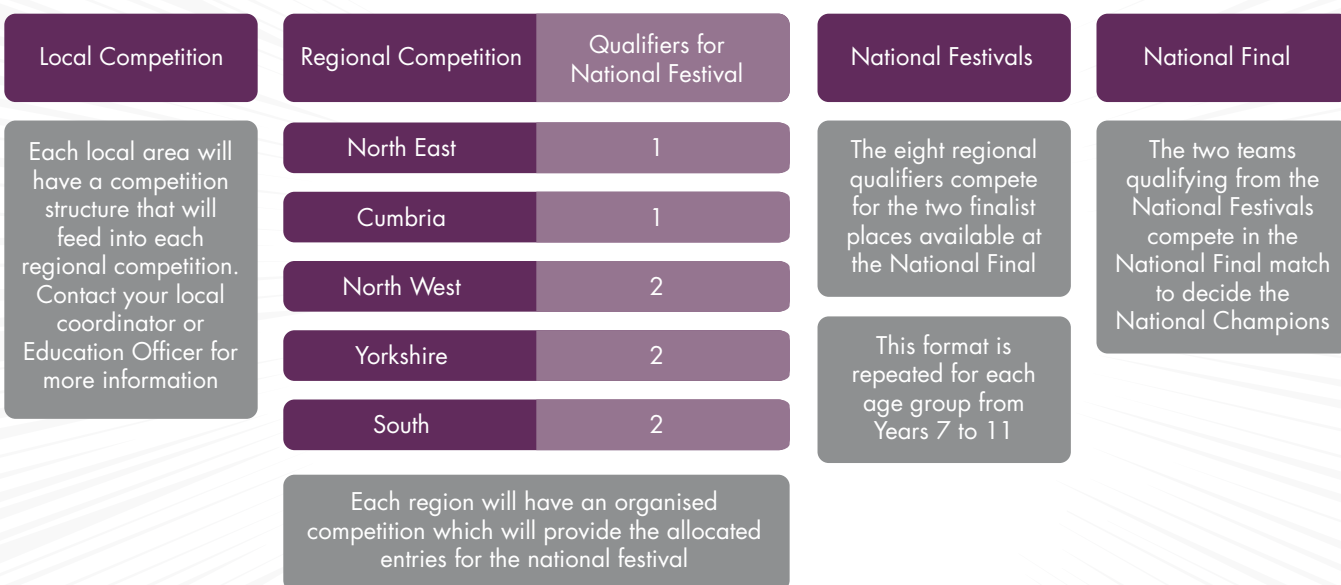 Local Competition
Each local area will
have a competition
structure that will
feed into each
regional competition.
Contact your local
coordinator or
Education Officer for
more information
Regional Competition
Qualifiers for
National Festival
North East 1
Cumbria 1
North West 2
Yorkshire 2
South 2
Each region will have an organised
competition which will provide the allocated
entries for the national festival
National Festivals
The eight regional
qualifiers compete
for the two finalist
places available at
the National Final
This format is
repeated for each
age group from
Years 7 to 11
National Final
The two teams
qualifying from the
National Festivals
compete in the
National Final match
to decide the
National Champions